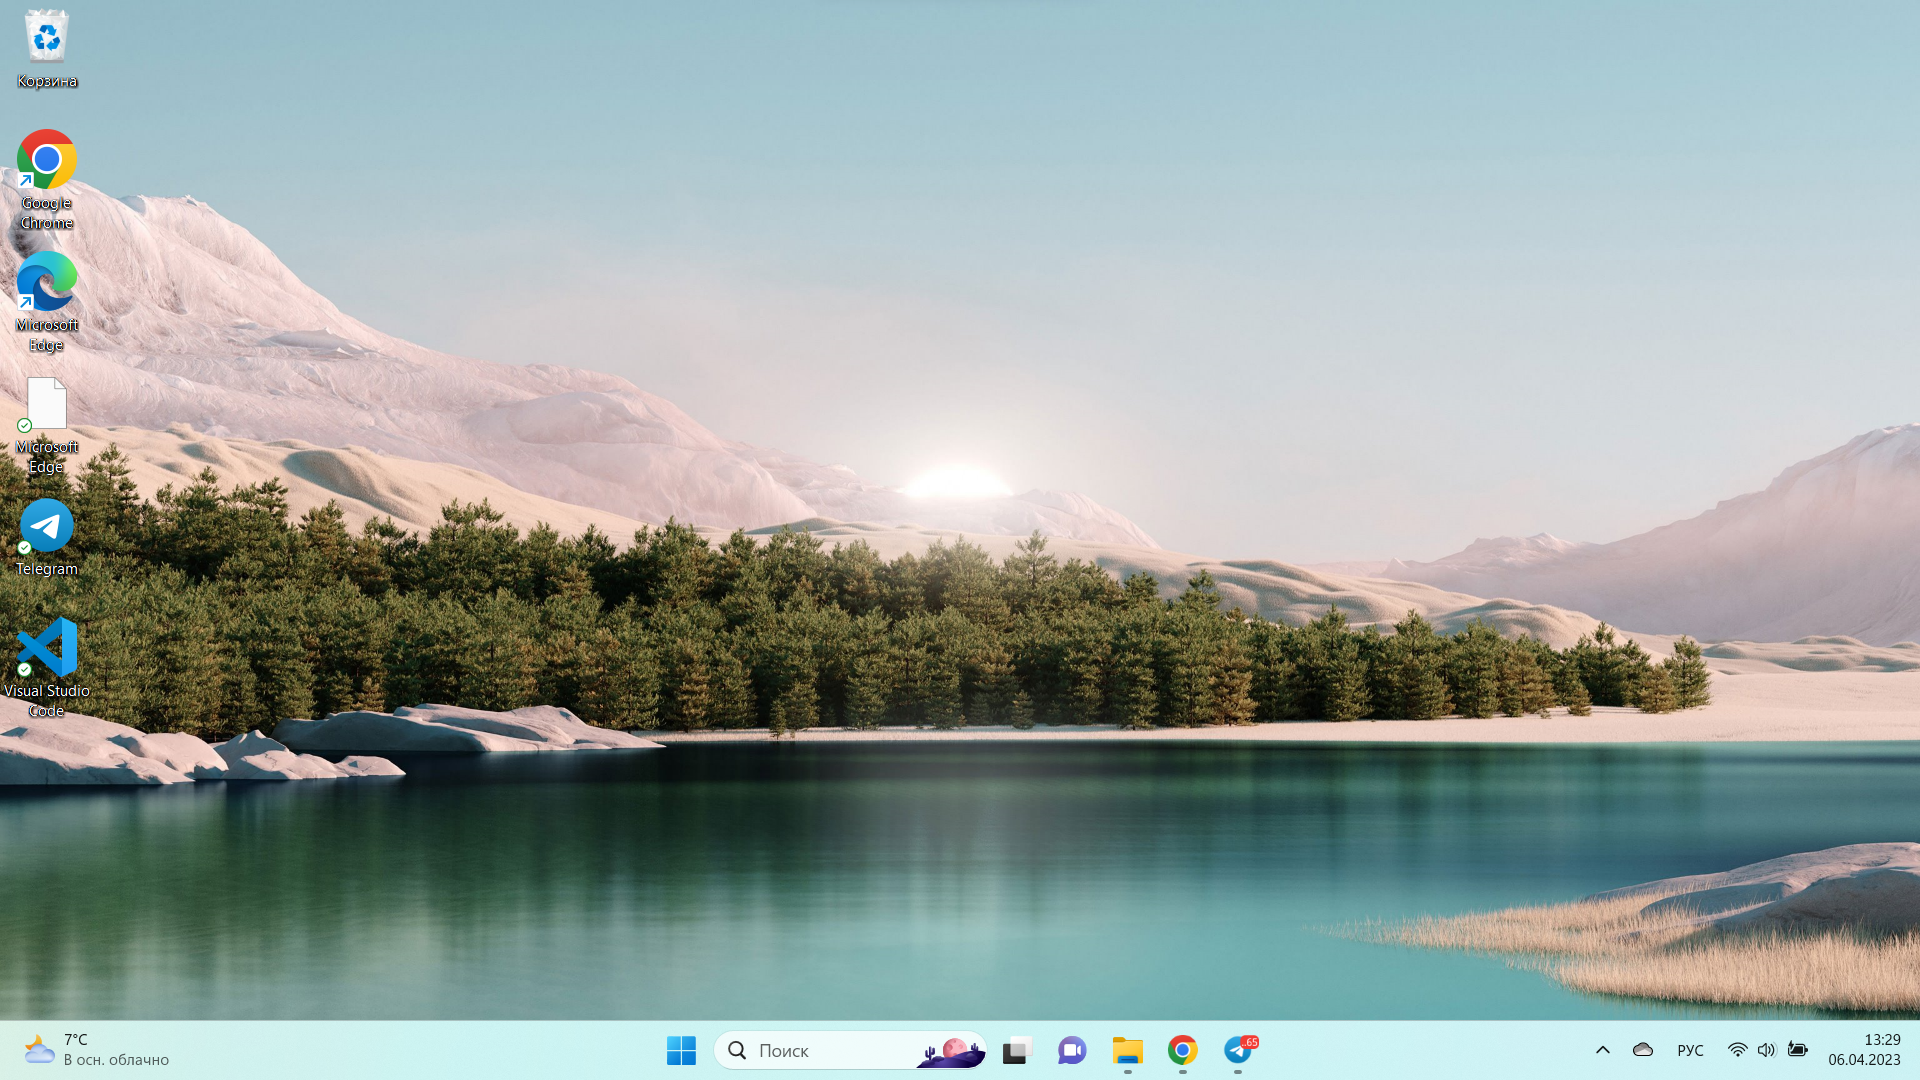 Корзина
Google
Chrome
Microsoft
Edge
Microsoft
Edge
Telegram
Visual Studio
Code
7°C
В осн. облачно
Поиск
..65
РУС
13:29
06.04.2023